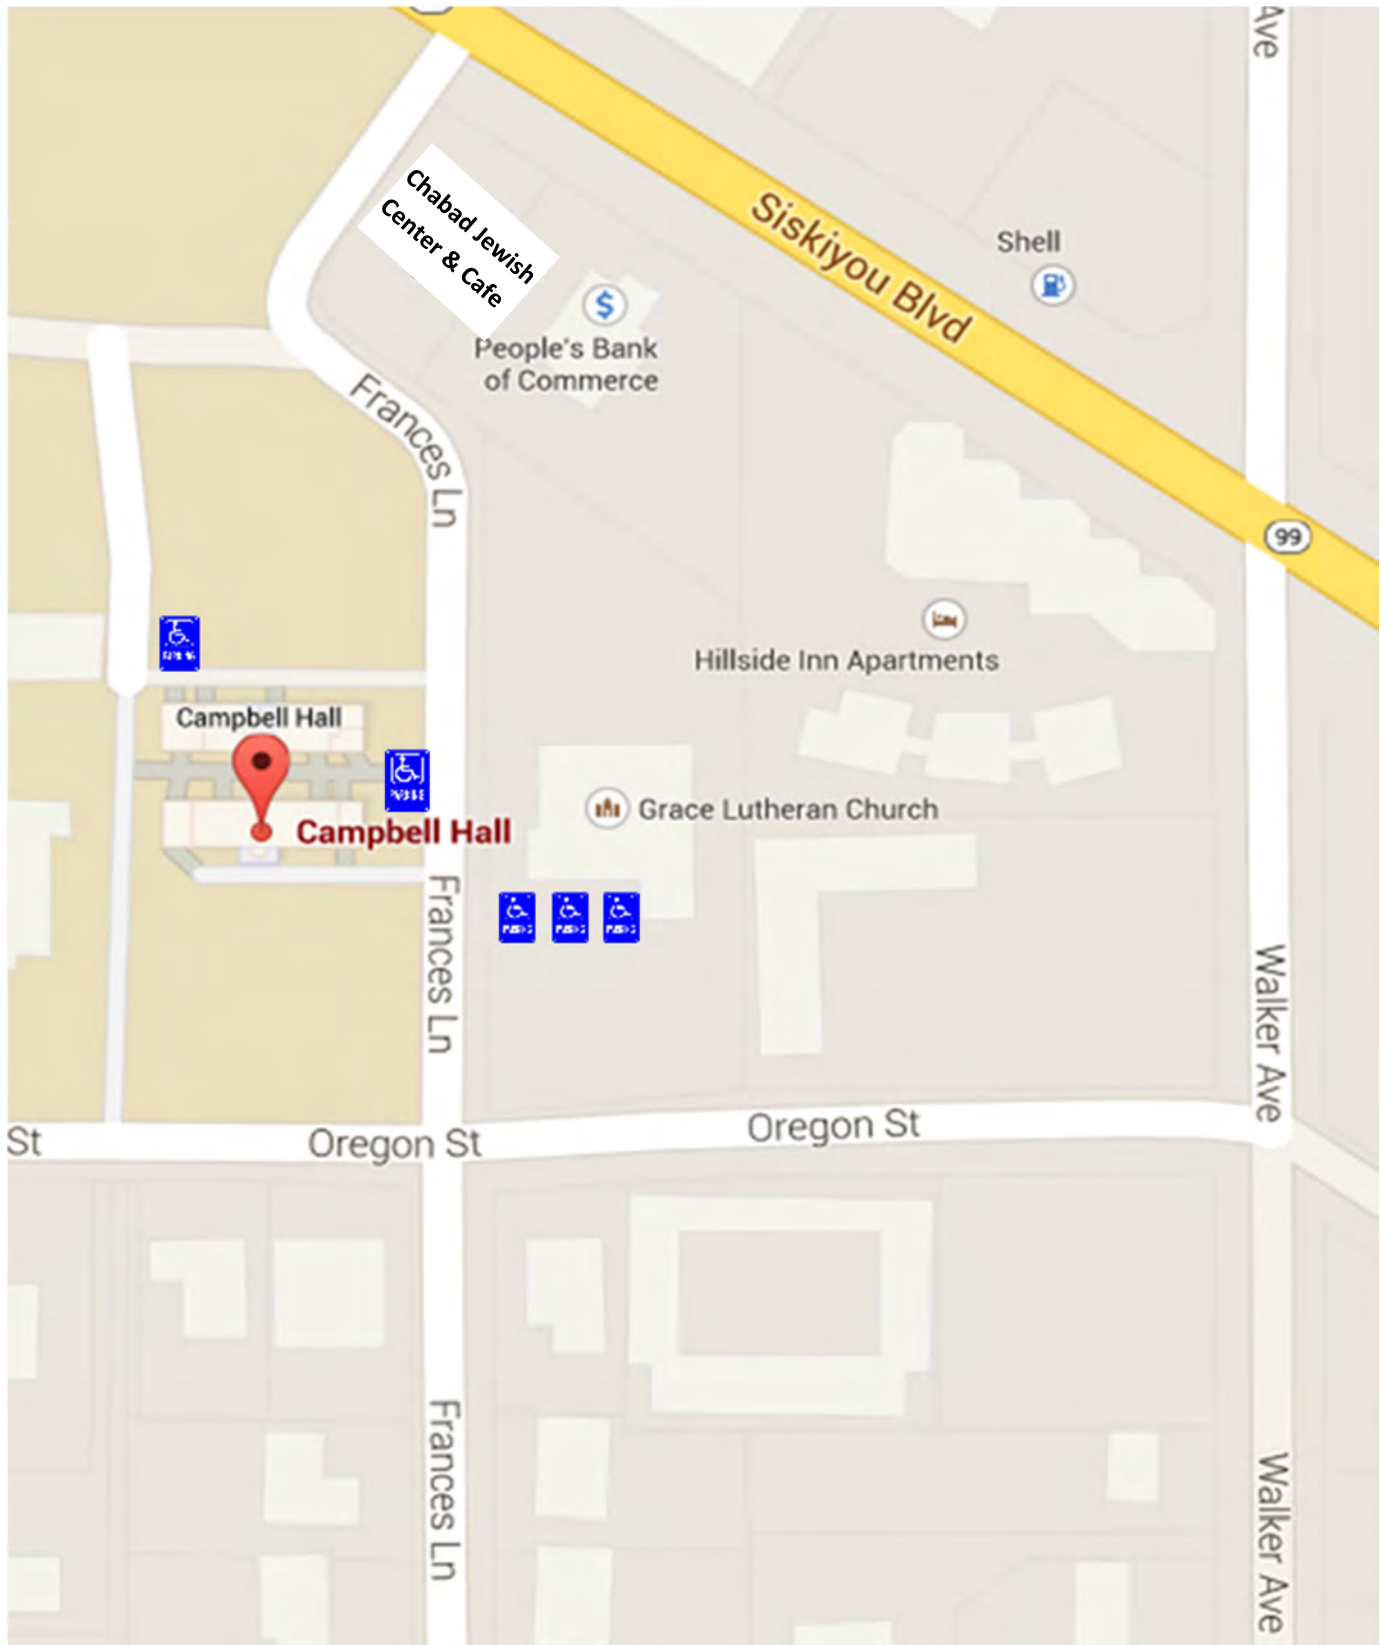 Ave
Chabad Jewish
Center & Cafe
Siskiyou Blvd
Shell
$
People's Bank
of Commerce
Frances Ln
99
Hillside Inn Apartments
Campbell Hall
Grace Lutheran Church
Campbell Hall
Frances Ln
Walker Ave
St
Oregon St
Oregon St
Frances Ln
Walker Ave